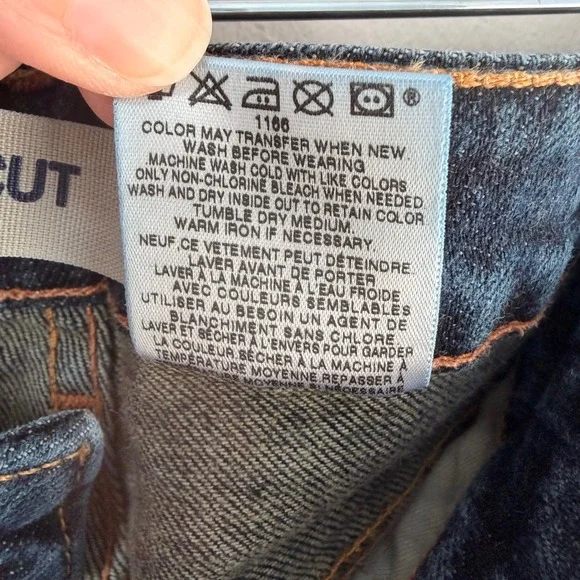 ®
1166
CUT
COLOR MAY TRANSFER WHEN NEW.
WASH BEFORE WEARING
MACHINE WASH COLD WITH LIKE COLORS
ONLY NON-CHLORINE BLEACH WHEN NEEDED
WASH AND DRY INSIDE OUT TO RETAIN COLOR
TUMBLE DRY MEDIUM.
WARM IRON IF NECESSARY.
NEUF,CE VETEMENT PEUT DÉTEINDRE.
LAVER AVANT DE PORTER
LAVER À LA MACHINE À L'EAU FROIDE
AVEC COULEURS SEMBLABLES
UTILISER AU BESOIN UN AGENT DE
BLANCHIMENT SANS CHLORE
LAVER ET SÉCHER À L'ENVERS POUR GARDER
LA COULEUR.SÉCHER À LA MACHINE À
TEMPÉRATURE MOYENNE REPASSER À
TEMPÉRATURE MOYENNE SI NÉCESSAIRE